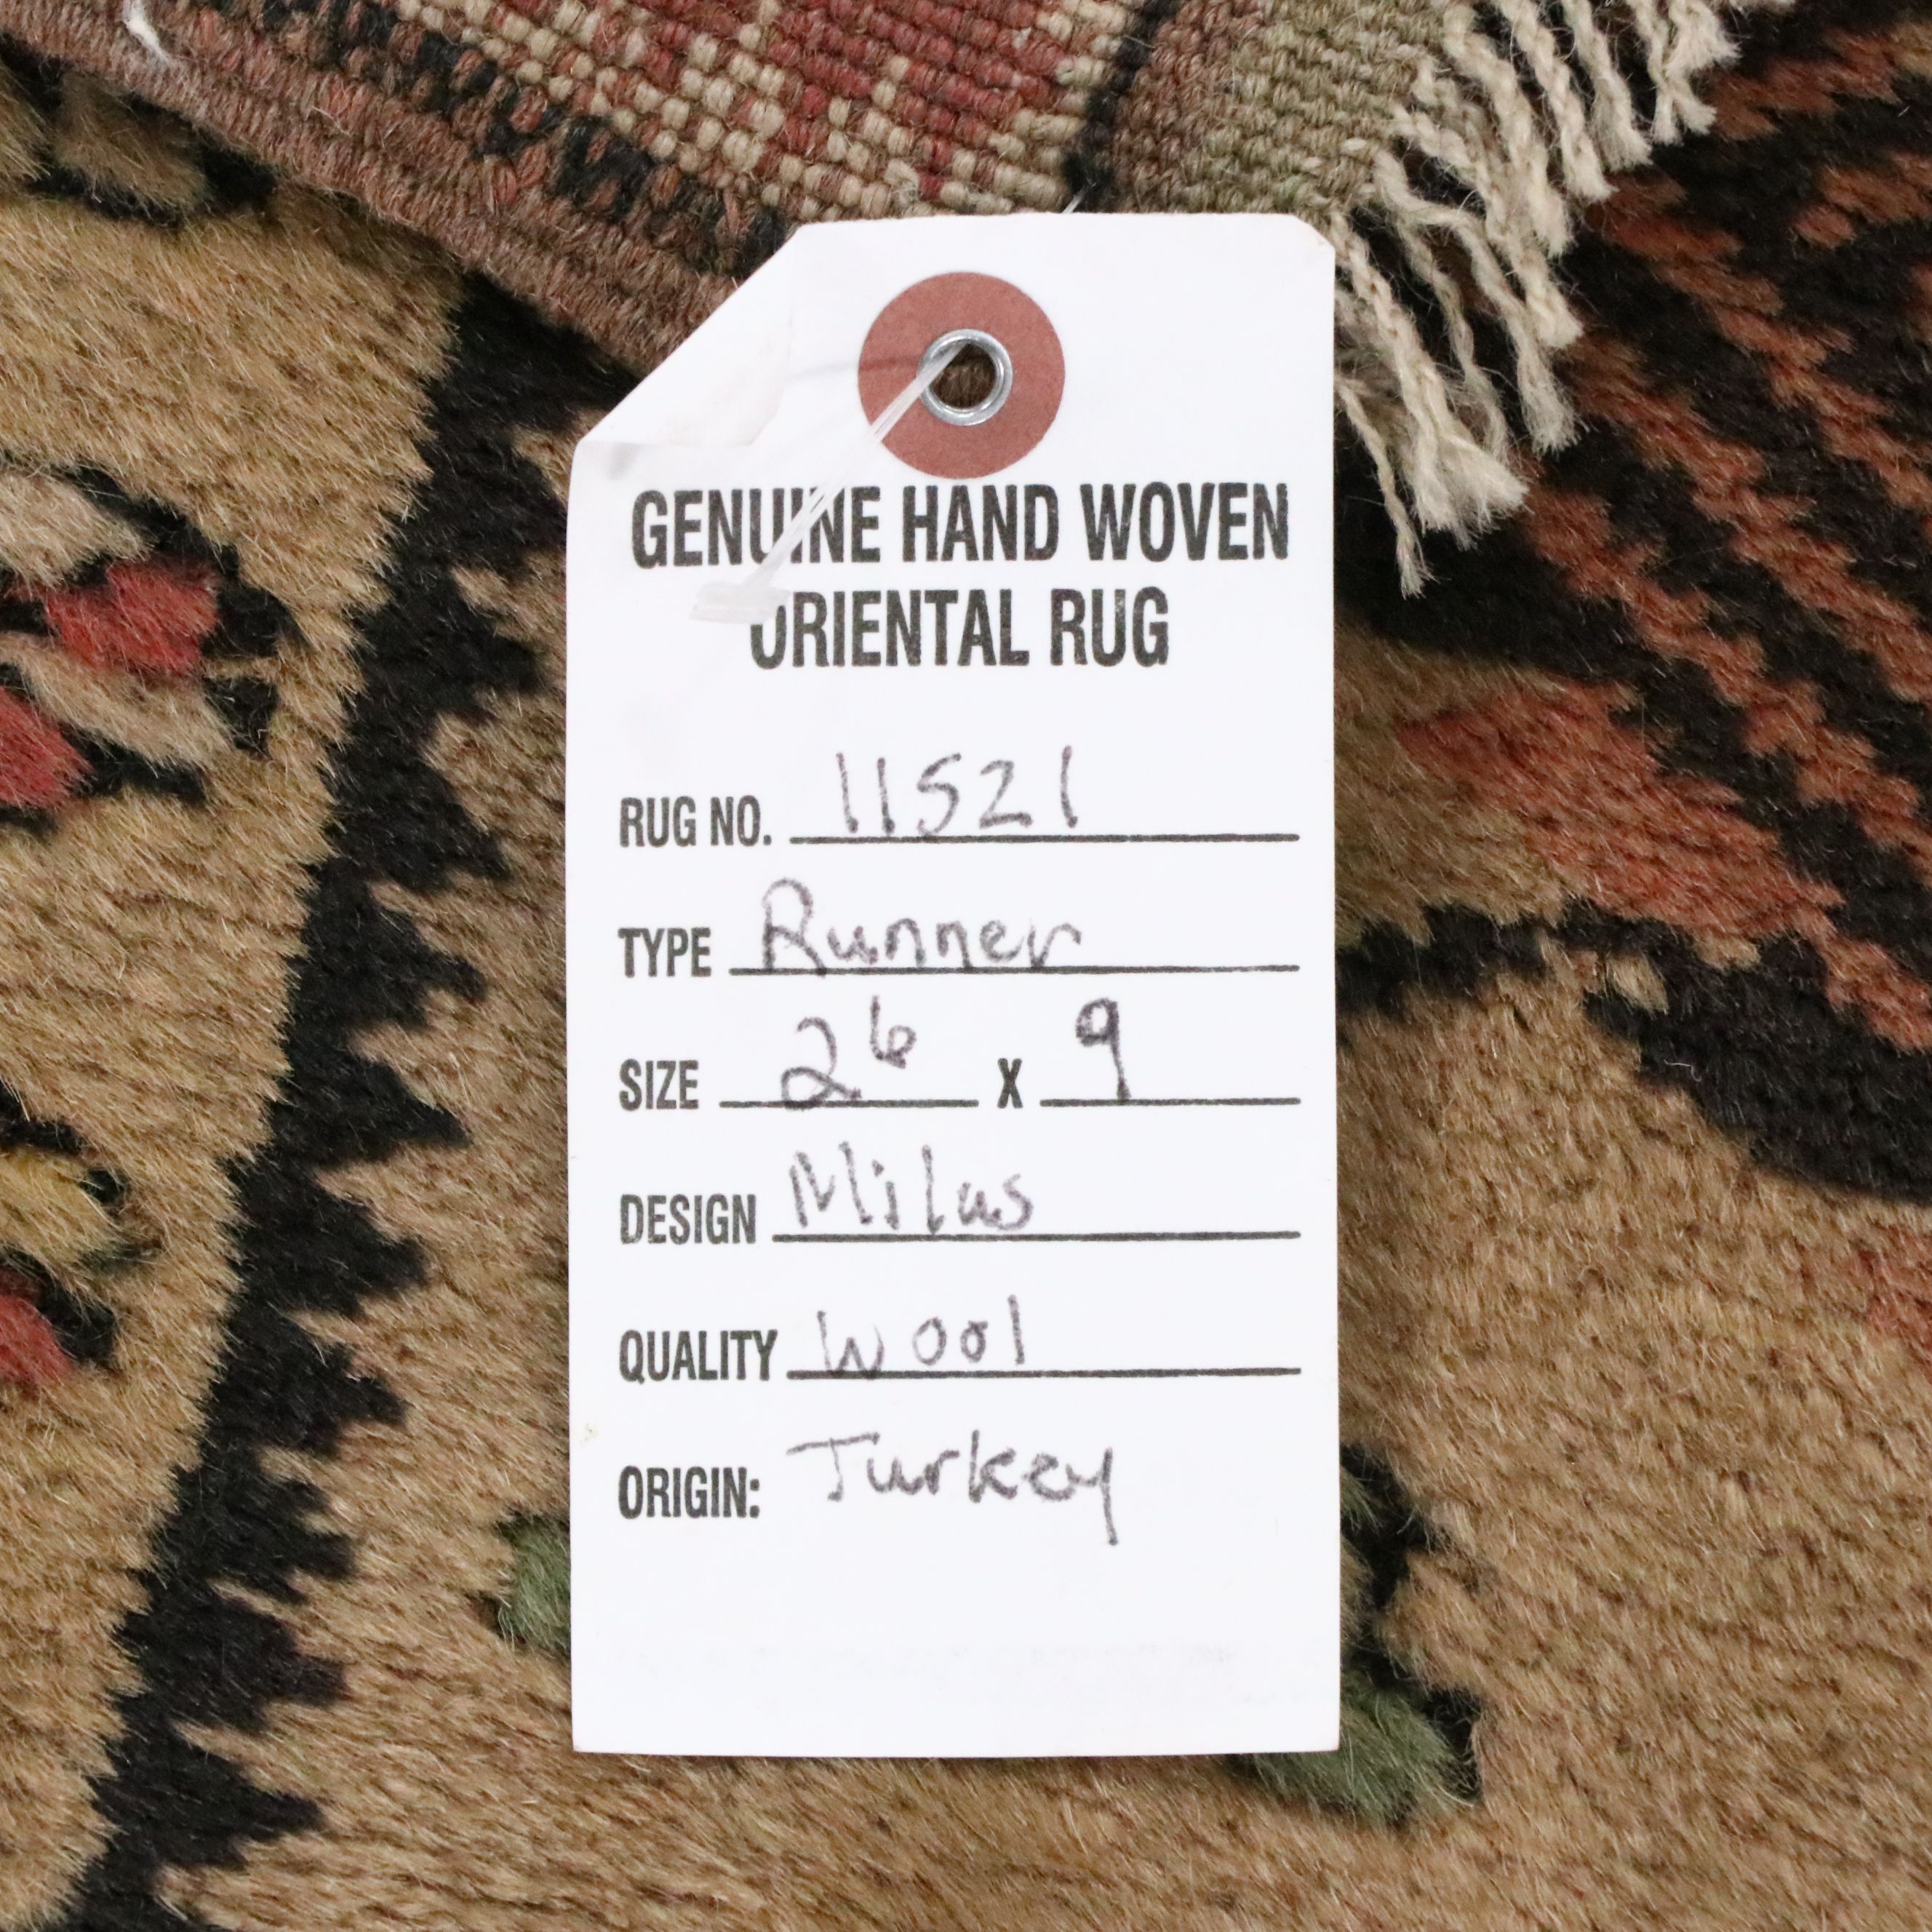 GENUINE HAND WOVEN
ORIENTAL RUG
RUG NO. 11521
TYPE Runner
SIZE 2⁶ X 9
DESIGN Milas
QUALITY Wool
ORIGIN: Turkey